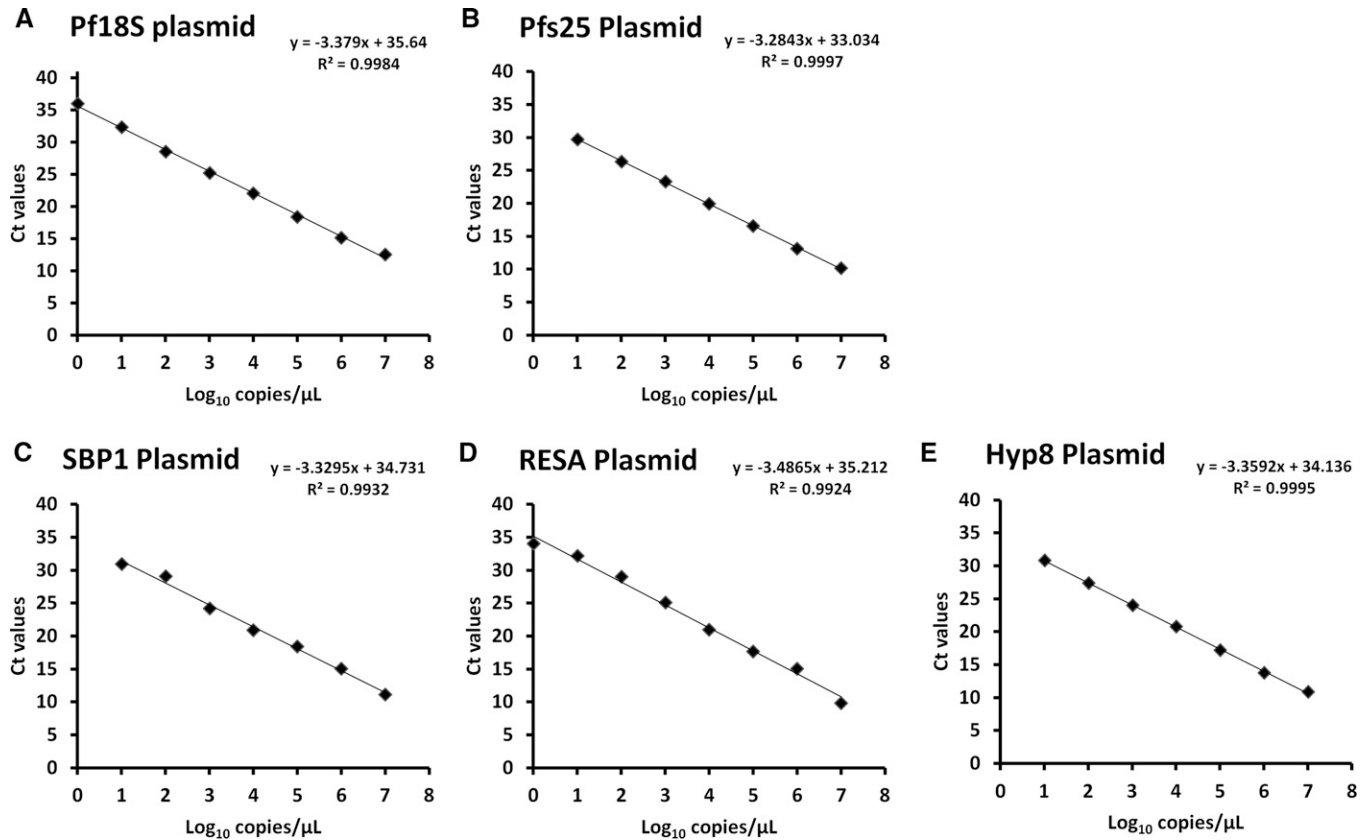 A
Pf18S plasmid
y = -3.379x + 35.64
R² = 0.9984
40
35
30
25
20
15
10
5
0
Ct values
0 1 2 3 4 5 6 7 8
Log₁₀ copies/µL
B
Pfs25 Plasmid
y = -3.2843x + 33.034
R² = 0.9997
40
35
30
25
20
15
10
5
0
Ct values
0 1 2 3 4 5 6 7 8
Log₁₀ copies/µL
C
SBP1 Plasmid
y = -3.3295x + 34.731
R² = 0.9932
40
35
30
25
20
15
10
5
0
Ct values
0 1 2 3 4 5 6 7 8
Log₁₀ copies/µL
D
RESA Plasmid
y = -3.4865x + 35.212
R² = 0.9924
40
35
30
25
20
15
10
5
0
Ct values
0 1 2 3 4 5 6 7 8
Log₁₀ copies/µL
E
Hyp8 Plasmid
y = -3.3592x + 34.136
R² = 0.9995
40
35
30
25
20
15
10
5
0
Ct values
0 1 2 3 4 5 6 7 8
Log₁₀ copies/µL